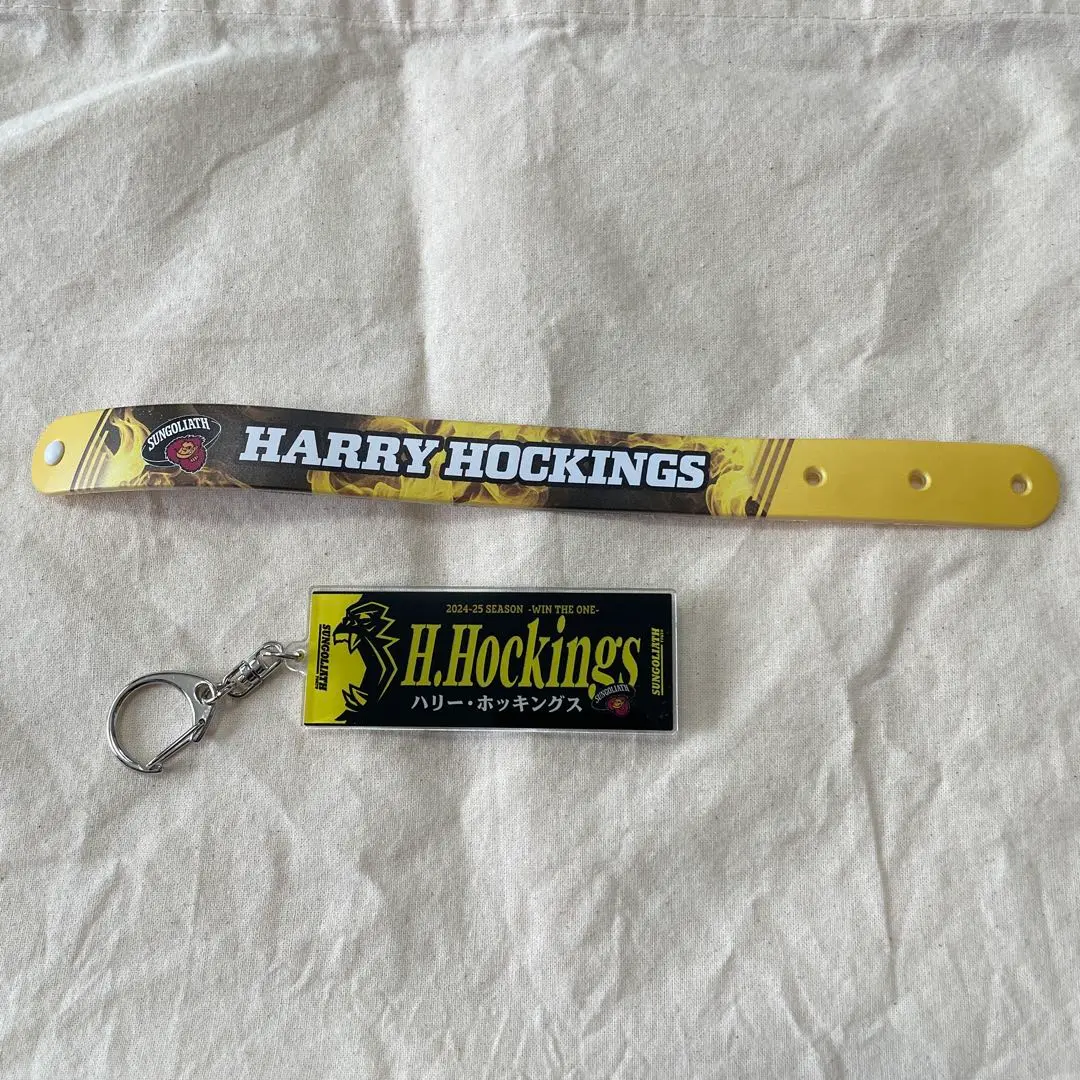 SUNGOLIATH
HARRY HOCKINGS
SUNGOLIATH
2024-25 SEASON -WIN THE ONE-
H.Hockings
ハリー・ホッキングス
SUNGOLIATH
SUNGOLIATH